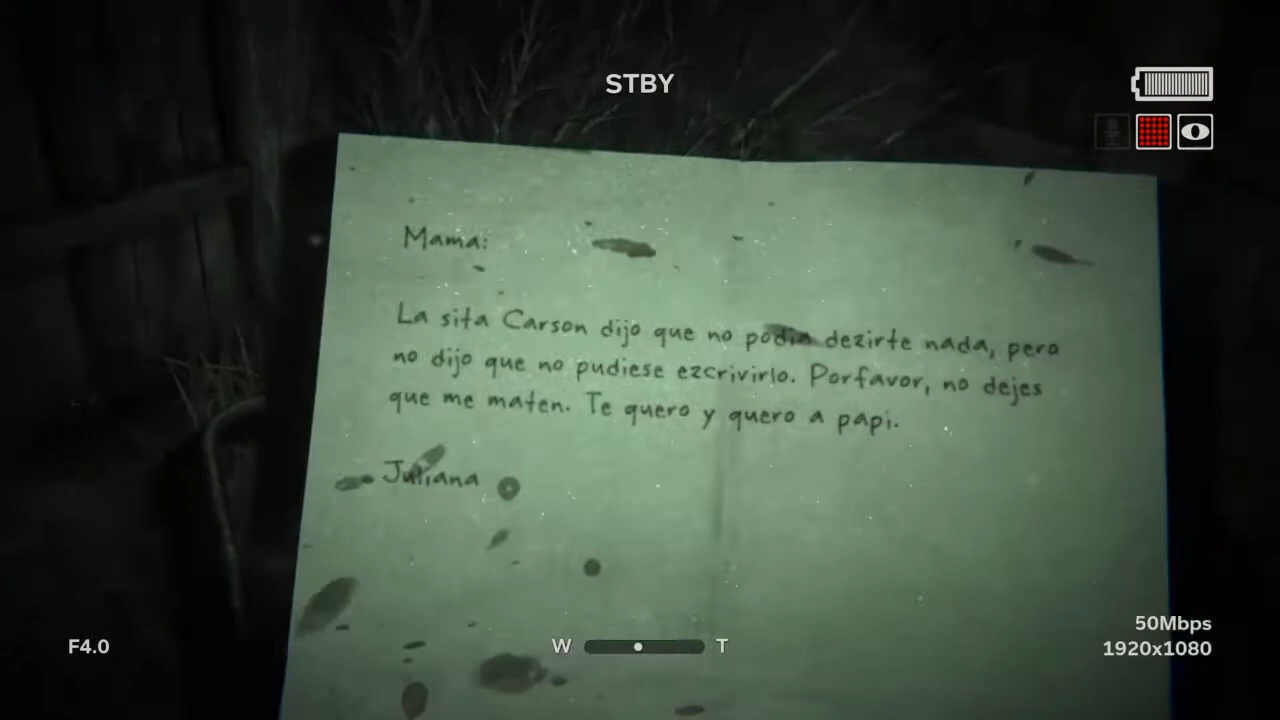 STBY
Mama:
La sita Carson dijo que no podia dezirte nada, pero
no dijo que no pudiese ezcrivirlo. Porfavor, no dejes
que me maten. Te quero y quero a papi.
Juliana
F4.0
W T
50Mbps
1920x1080